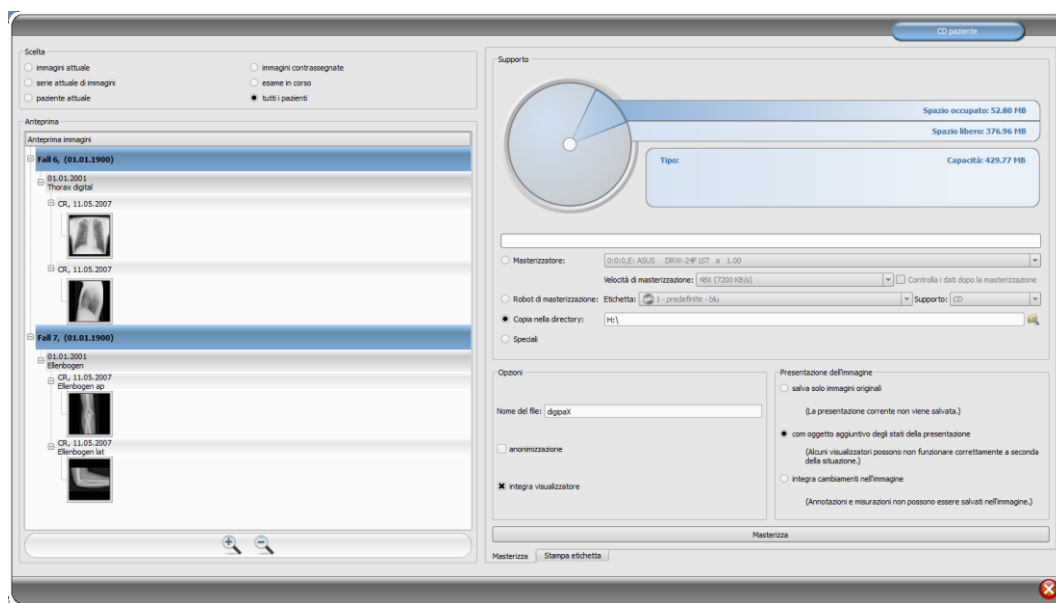 CD paziente
Scelta
immagini attuale
immagini contrassegnate
serie attuale di immagini
esame in corso
paziente attuale
tutti i pazienti
Anteprima
Anteprima immagini
Fall 6, (01.01.1900)
01.01.2001
Thorax digital
CR, 11.05.2007
CR, 11.05.2007
Fall 7, (01.01.1900)
01.01.2001
Ellenbogen
CR, 11.05.2007
Ellenbogen ap
CR, 11.05.2007
Ellenbogen lat
Supporto
Spazio occupato: 52.80 MB
Spazio libero: 376.96 MB
Tipo:
Capacità: 429.77 MB
Masterizzatore:
0:0:0,E: ASUS DRW-24F1ST a 1.00
Velocità di masterizzazione: 48X (7200 KB/s)
Controlla i dati dopo la masterizzazione
Robot di masterizzazione: Etichetta: 1 - predefinite - blu Supporto: CD
Copia nella directory: H:\
Speciali
Opzioni
Nome del file: digipaX
anonimizzazione
integra visualizzatore
Presentazione dell'immagine
salva solo immagini originali
(La presentazione corrente non viene salvata.)
com oggetto aggiuntivo degli stati della presentazione
(Alcuni visualizzatori possono non funzionare correttamente a seconda
della situazione.)
integra cambiamenti nell'immagine
(Annotazioni e misurazioni non possono essere salvati nell'immagine.)
Masterizza
Masterizza Stampa etichetta